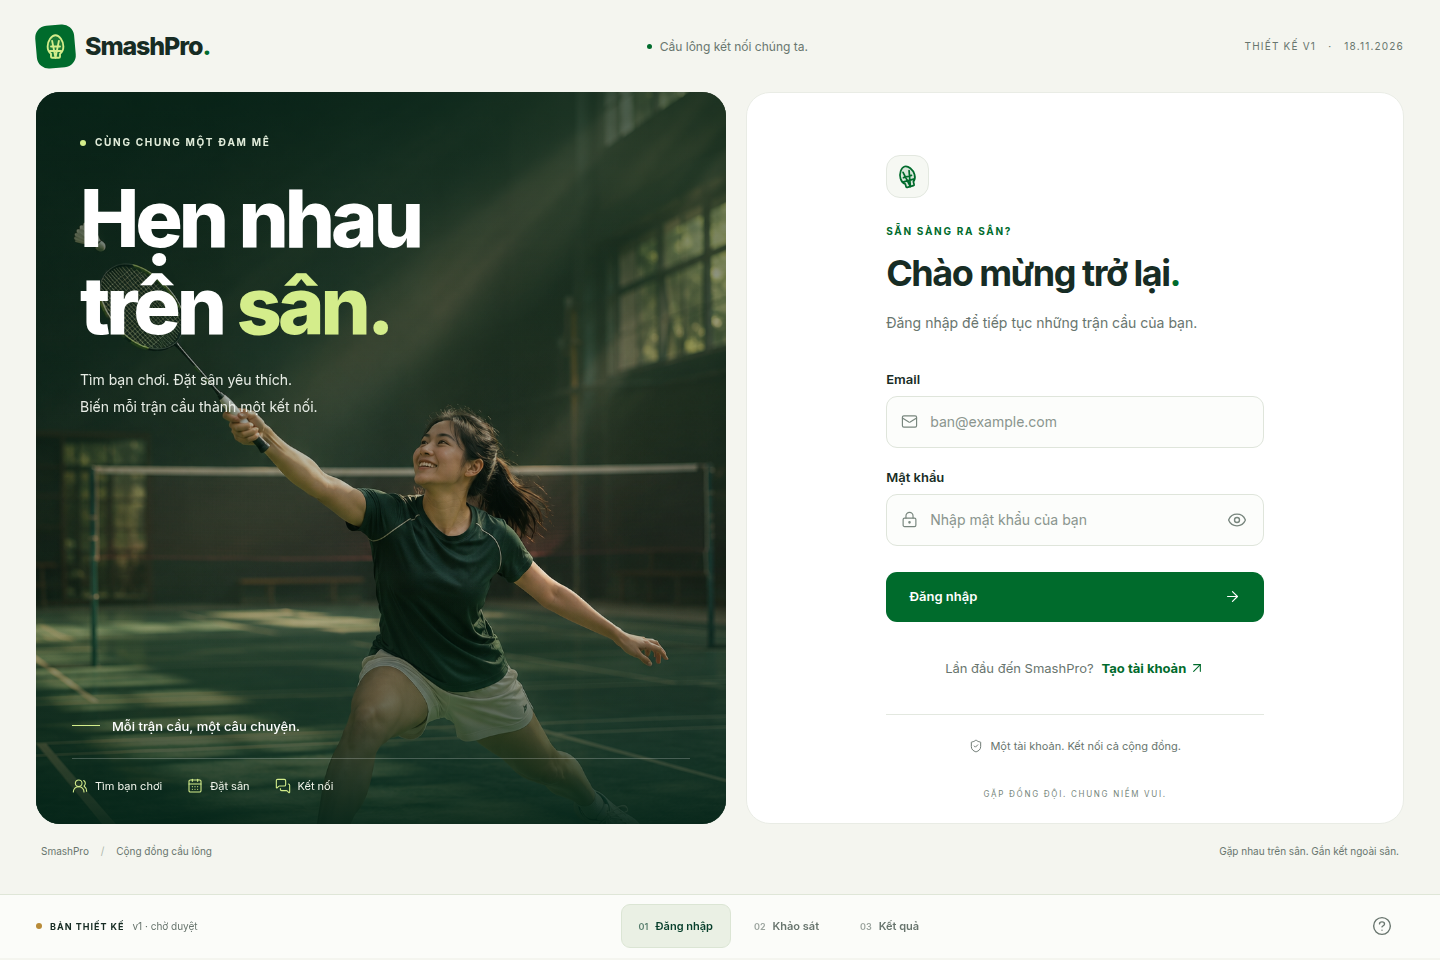 SmashPro.
Cầu lông kết nối chúng ta.
THIẾT KẾ V1 · 18.11.2026
CÙNG CHUNG MỘT ĐAM MÊ
Hẹn nhau
trên sân.
Tìm bạn chơi. Đặt sân yêu thích.
Biến mỗi trận cầu thành một kết nối.
Mỗi trận cầu, một câu chuyện.
Tìm bạn chơi
Đặt sân
Kết nối
SẴN SÀNG RA SÂN?
Chào mừng trở lại.
Đăng nhập để tiếp tục những trận cầu của bạn.
Email
ban@example.com
Mật khẩu
Nhập mật khẩu của bạn
Đăng nhập
Lần đầu đến SmashPro? Tạo tài khoản
Một tài khoản. Kết nối cả cộng đồng.
GẶP ĐỒNG ĐỘI. CHUNG NIỀM VUI.
SmashPro / Cộng đồng cầu lông
Gặp nhau trên sân. Gắn kết ngoài sân.
BẢN THIẾT KẾ v1 · chờ duyệt
01 Đăng nhập
02 Khảo sát
03 Kết quả